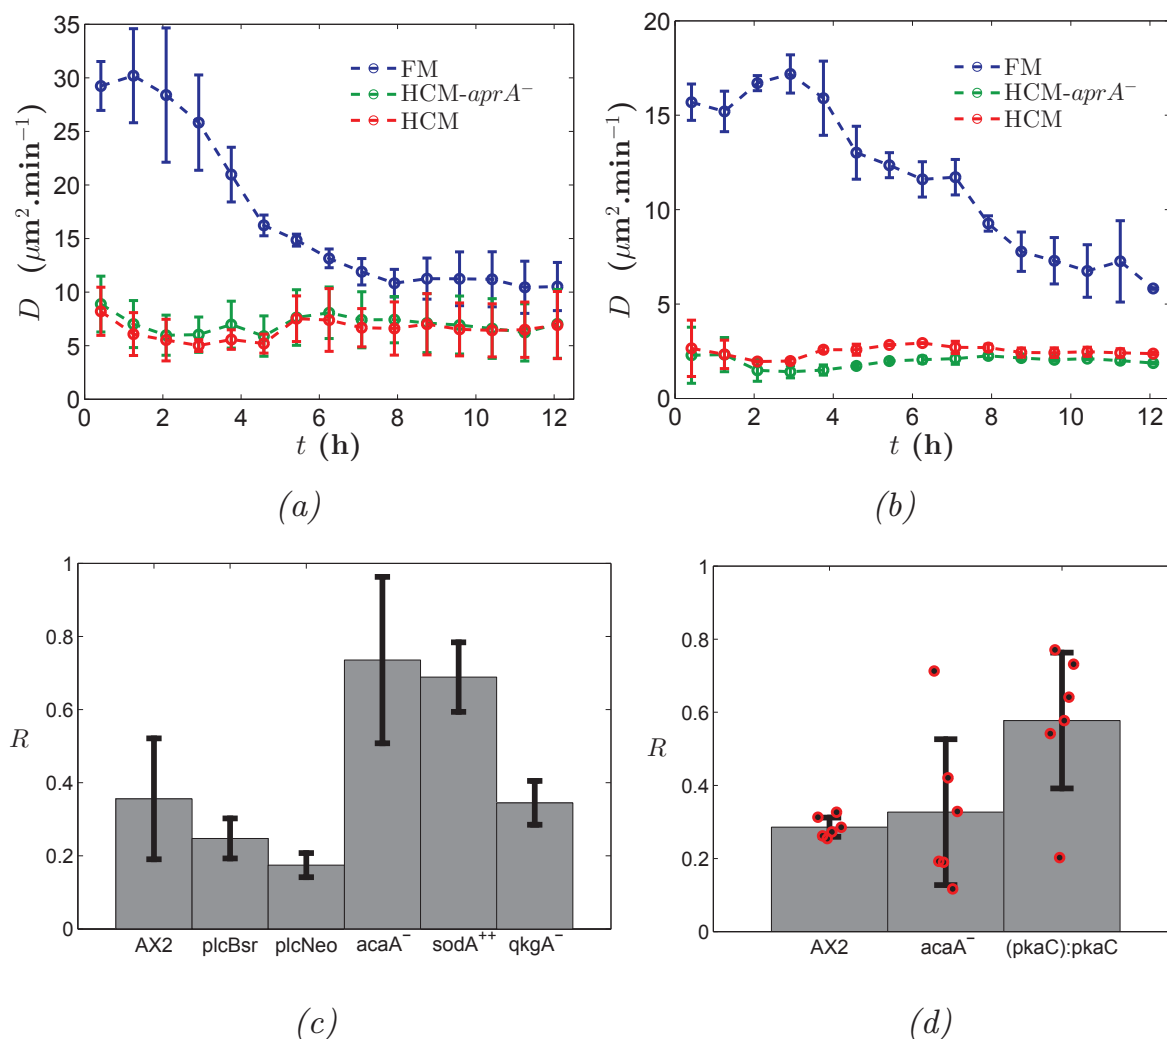 35
30
25
20
15
10
5
0
D (μm².min⁻¹)
FM
HCM-aprA⁻
HCM
0 2 4 6 8 10 12
t (h)
(a)
20
15
10
5
0
D (μm².min⁻¹)
FM
HCM-aprA⁻
HCM
0 2 4 6 8 10 12
t (h)
(b)
1
0.8
0.6
0.4
0.2
0
R
AX2 plcBsr plcNeo acaA⁻ sodA⁺⁺ qkgA⁻
(c)
1
0.8
0.6
0.4
0.2
0
R
AX2 acaA⁻ (pkaC):pkaC
(d)